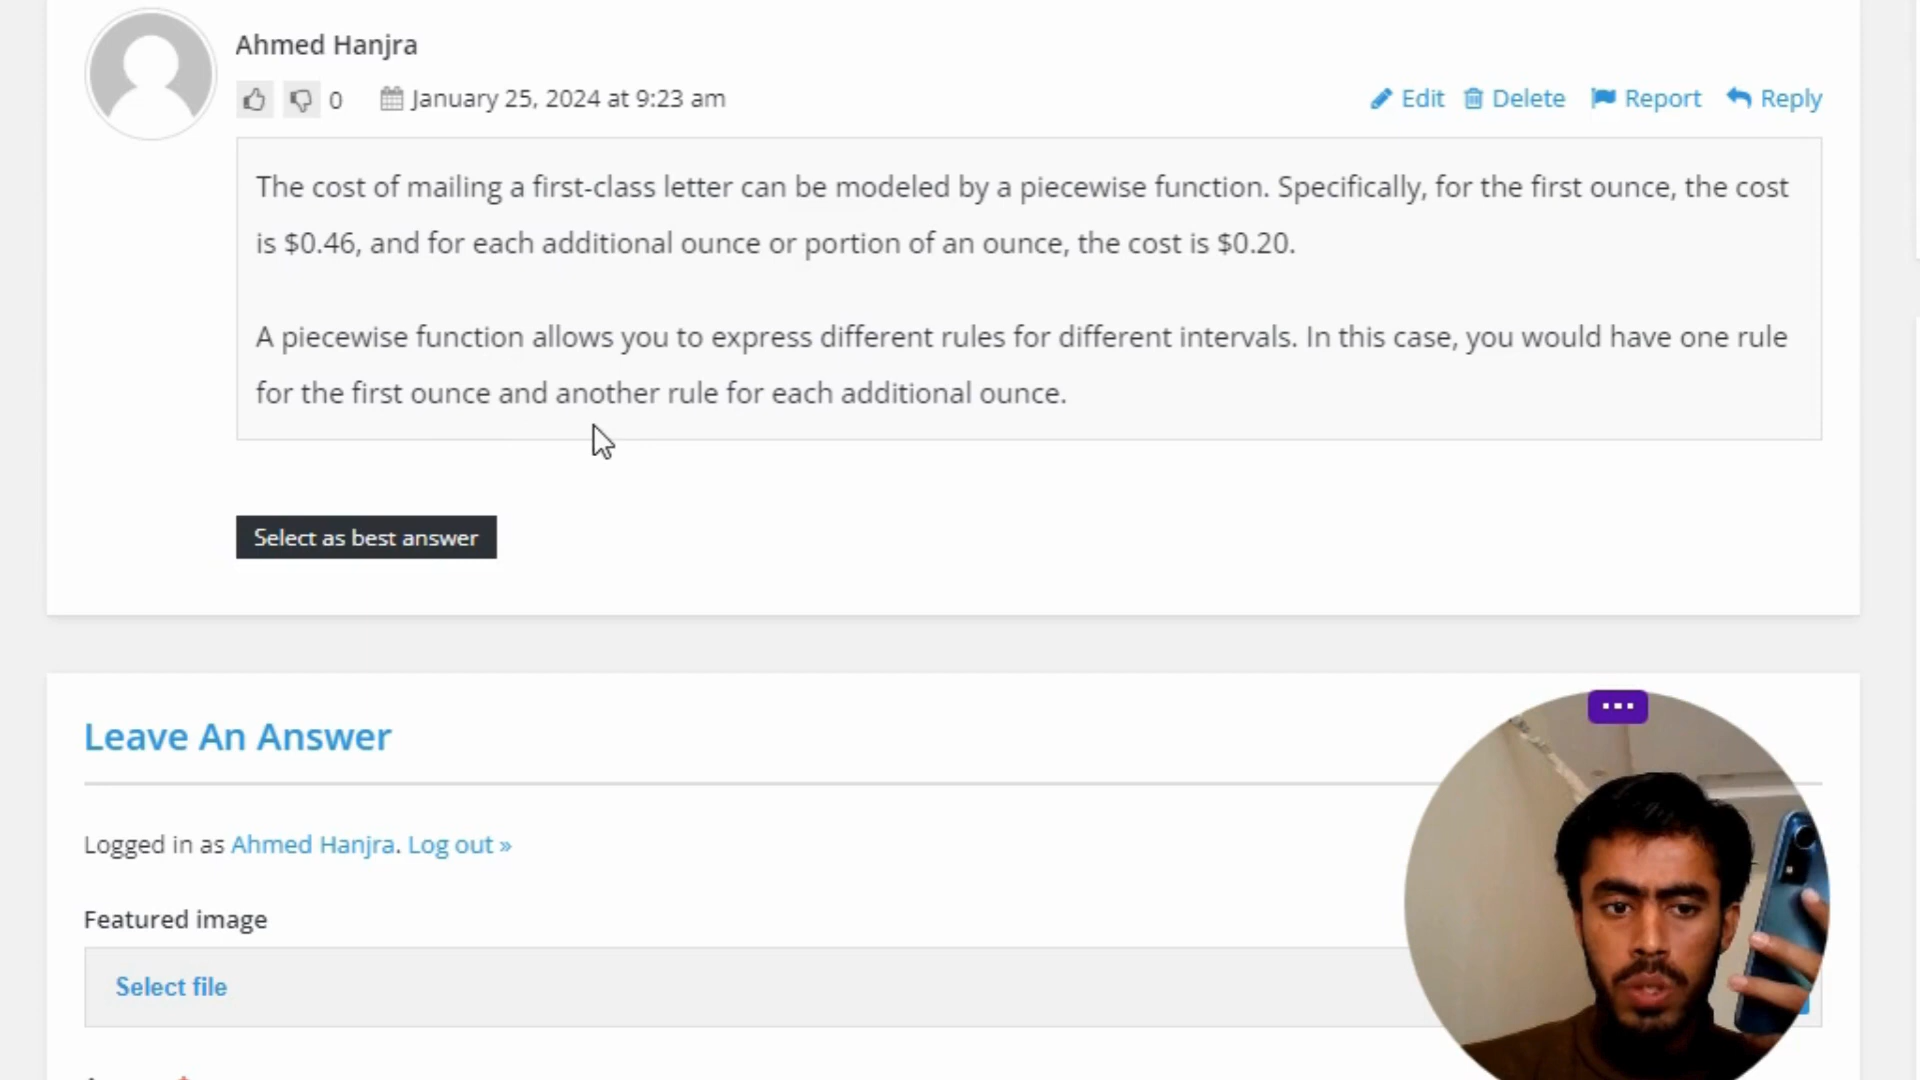 Ahmed Hanjra
0 January 25, 2024 at 9:23 am Edit Delete Report Reply
The cost of mailing a first-class letter can be modeled by a piecewise function. Specifically, for the first ounce, the cost
is $0.46, and for each additional ounce or portion of an ounce, the cost is $0.20.
A piecewise function allows you to express different rules for different intervals. In this case, you would have one rule
for the first ounce and another rule for each additional ounce.
Select as best answer
Leave An Answer
Logged in as Ahmed Hanjra. Log out »
Featured image
Select file